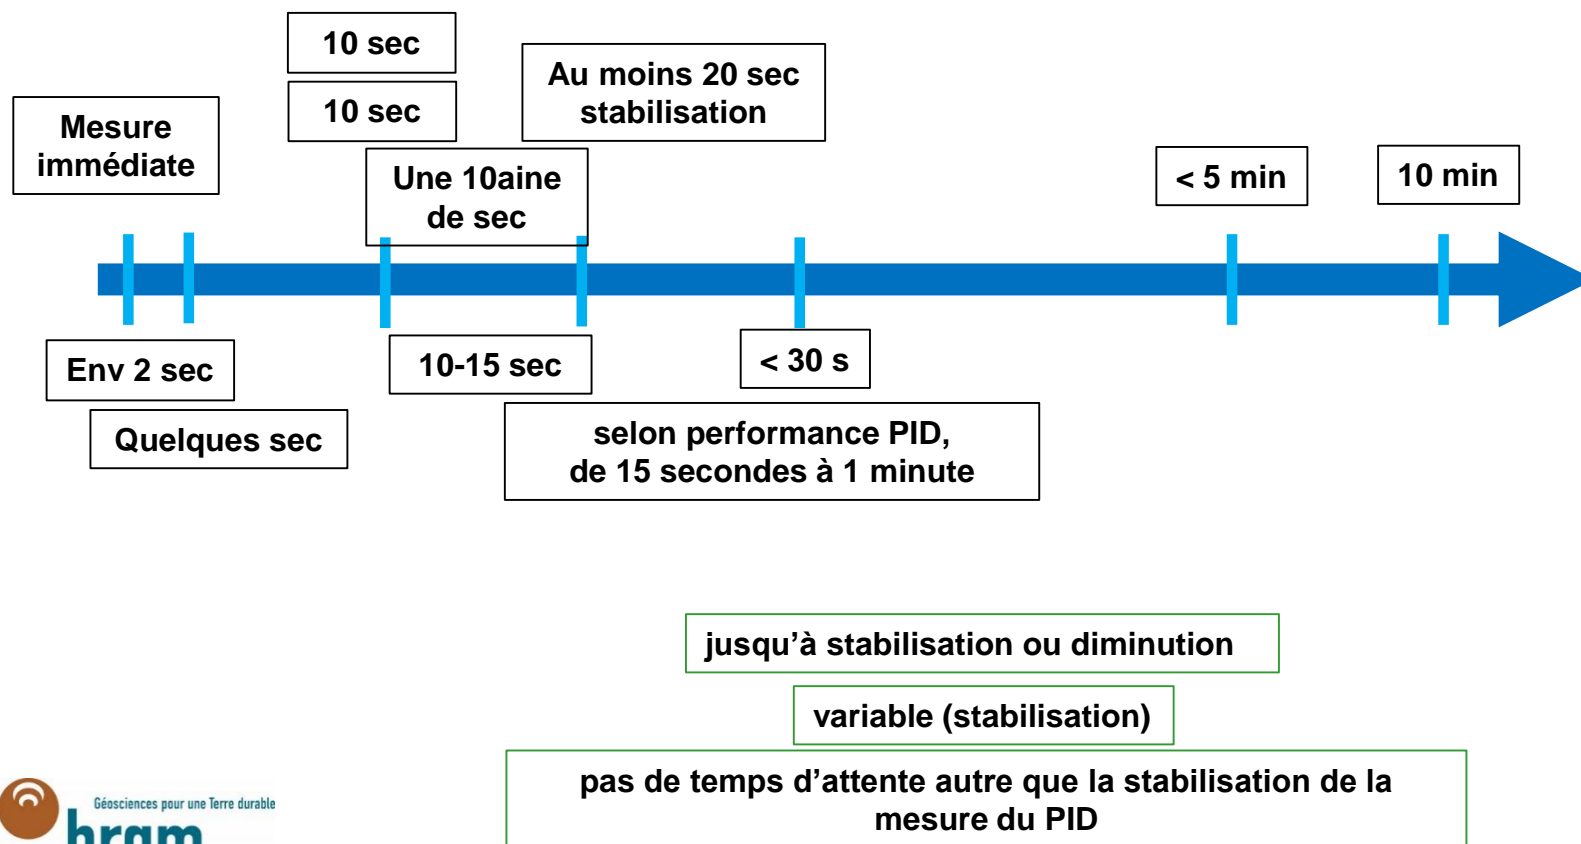 10 sec
10 sec
Au moins 20 sec
stabilisation
Mesure
immédiate
Une 10aine
de sec
< 5 min
10 min
Env 2 sec
10-15 sec
< 30 s
Quelques sec
selon performance PID,
de 15 secondes à 1 minute
jusqu’à stabilisation ou diminution
variable (stabilisation)
pas de temps d’attente autre que la stabilisation de la
mesure du PID
Géosciences pour une Terre durable
brgm